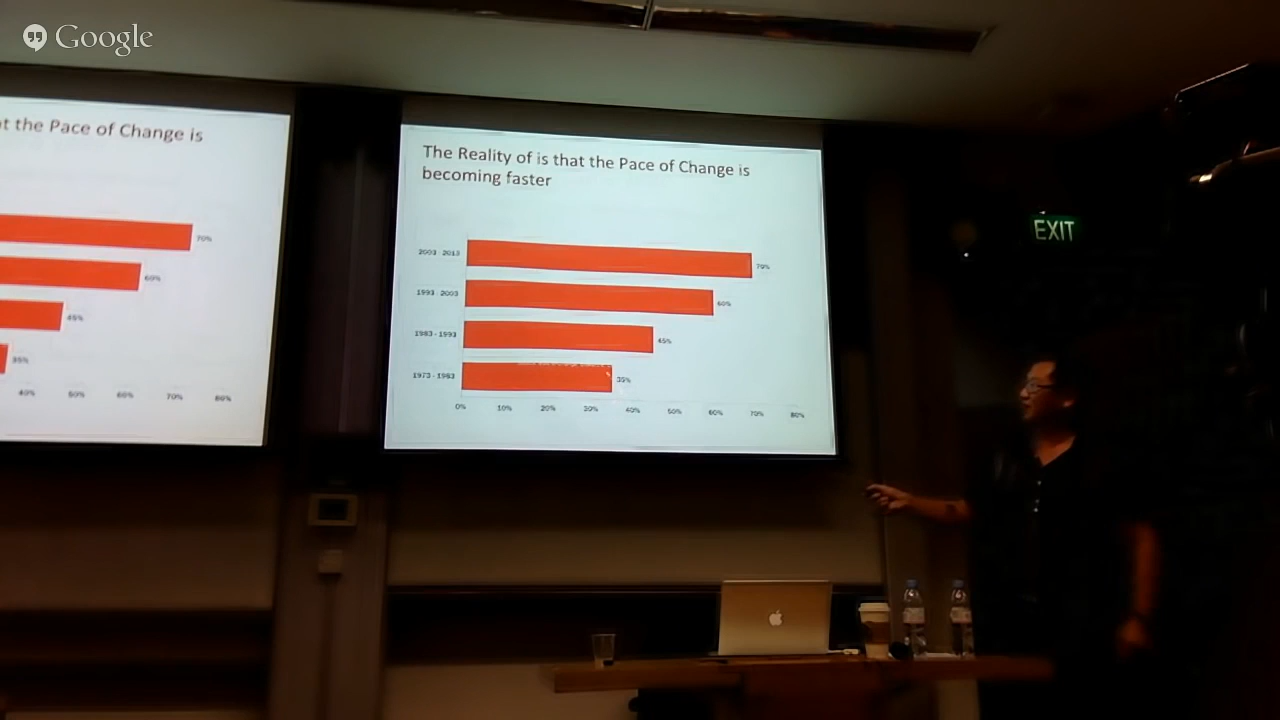 Google
t the Pace of Change is
70%
60%
45%
35%
40%
50%
60%
70%
80%
The Reality of is that the Pace of Change is
becoming faster
2003 - 2013
70%
1993 - 2003
60%
1983 - 1993
45%
1973 - 1983
35%
0% 10% 20% 30% 40% 50% 60% 70% 80%
EXIT